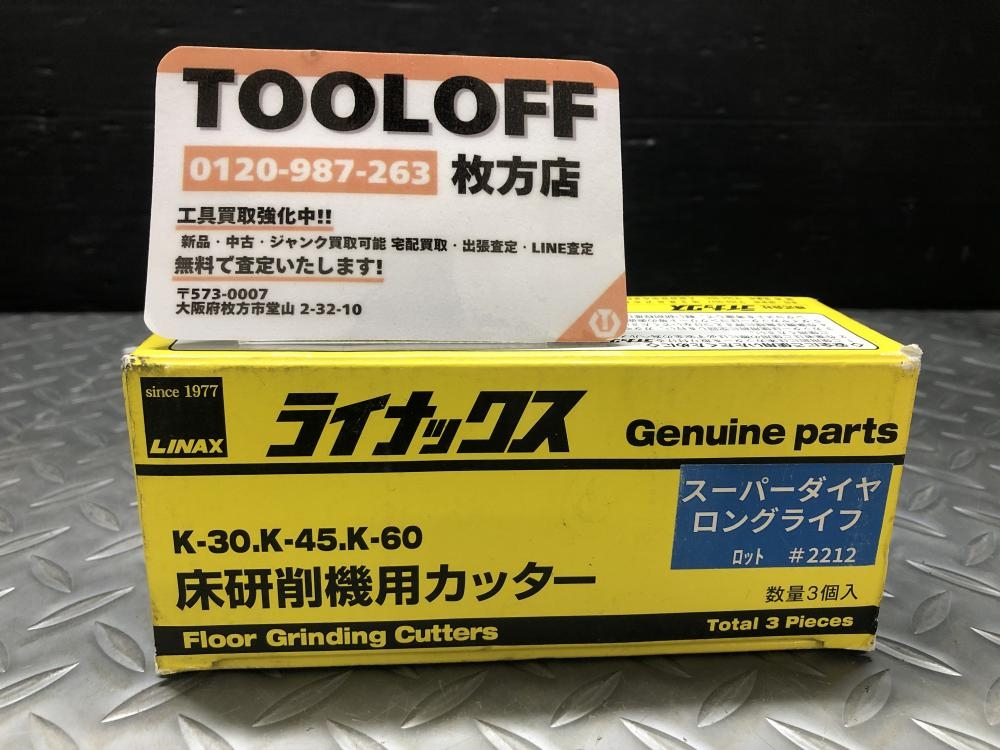 TOOLOFF
0120-987-263 枚方店
工具買取強化中!!
新品・中古・ジャンク買取可能 宅配買取・出張査定・LINE査定
無料で査定いたします!
〒573-0007
大阪府枚方市堂山 2-32-10
ライナックス
since 1977
LINAX
ライナックス
Genuine parts
スーパーダイヤ
ロングライフ
ロット #2212
K-30.K-45.K-60
床研削機用カッター
数量3個入
Floor Grinding Cutters
Total 3 Pieces